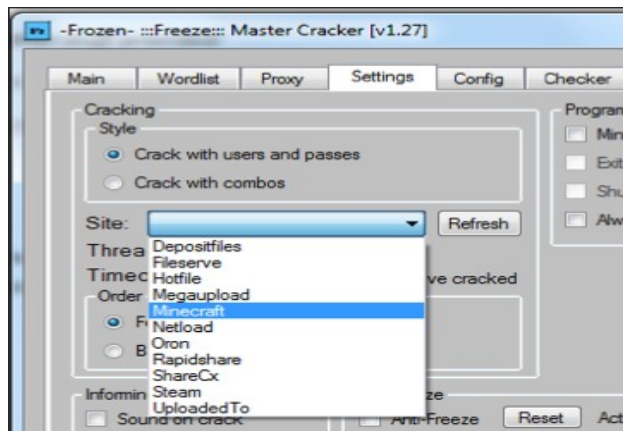 -Frozen- :::Freeze::: Master Cracker [v1.27]
Main Wordlist Proxy Settings Config Checker
Cracking
Style
Crack with users and passes
Crack with combos
Site: Refresh
Depositfiles
Fileserve
Hotfile
Megaupload
Minecraft
Netload
Oron
Rapidshare
ShareCx
Steam
UploadedTo
ve cracked
Order
Sound on crack
Anti-Freeze Reset